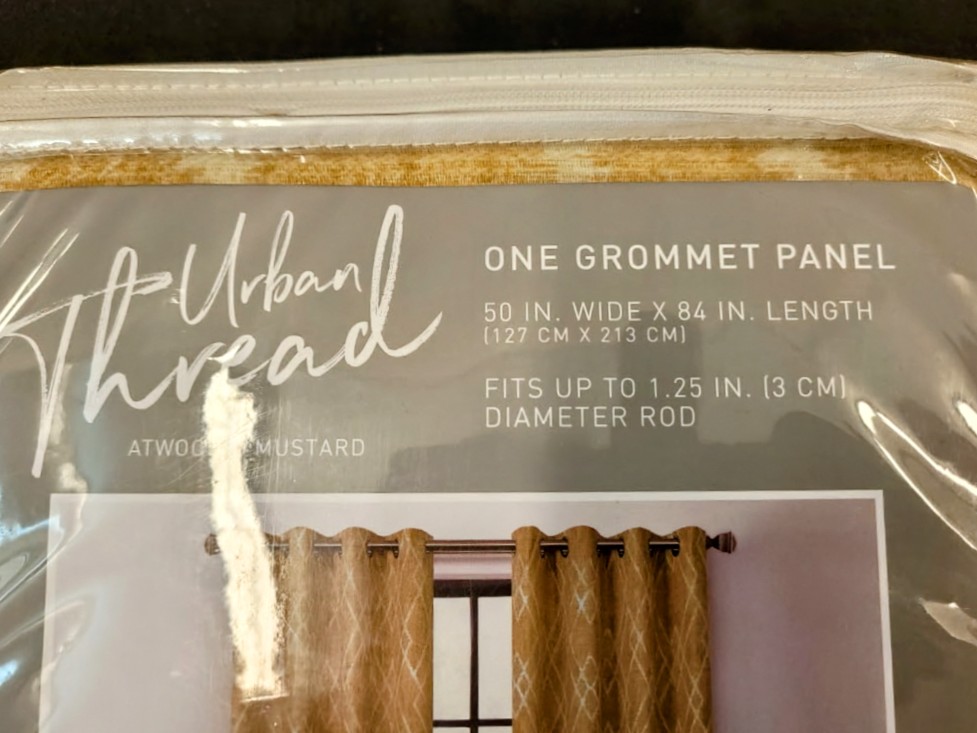 Urban
Thread
MUSTARD
ONE GROMMET PANEL
50 IN. WIDE X 84 IN. LENGTH
(127 CM X 213 CM)
FITS UP TO 1.25 IN. (3 CM)
DIAMETER ROD